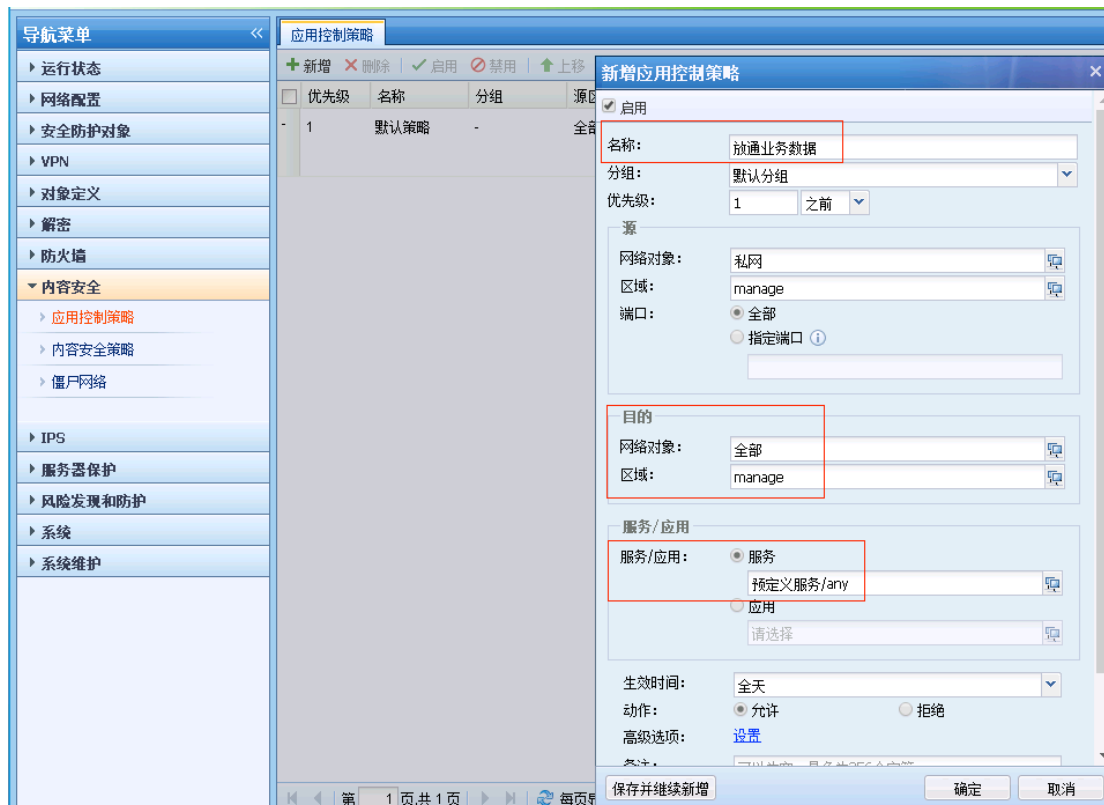 导航菜单
运行状态
网络配置
安全防护对象
VPN
对象定义
解密
防火墙
内容安全
应用控制策略
内容安全策略
僵尸网络
IPS
服务器保护
风险发现和防护
系统
系统维护
应用控制策略
新增 删除 启用 禁用 上移
优先级 名称 分组
1 默认策略 -
第 1 页,共 1 页
新增应用控制策略
启用
名称: 放通业务数据
分组: 默认分组
优先级: 1 之前
源
网络对象: 私网
区域: manage
端口: 全部
指定端口
目的
网络对象: 全部
区域: manage
服务/应用
服务/应用: 服务
预定义服务/any
应用
请选择
生效时间: 全天
动作: 允许 拒绝
高级选项: 设置
保存并继续新增 确定 取消